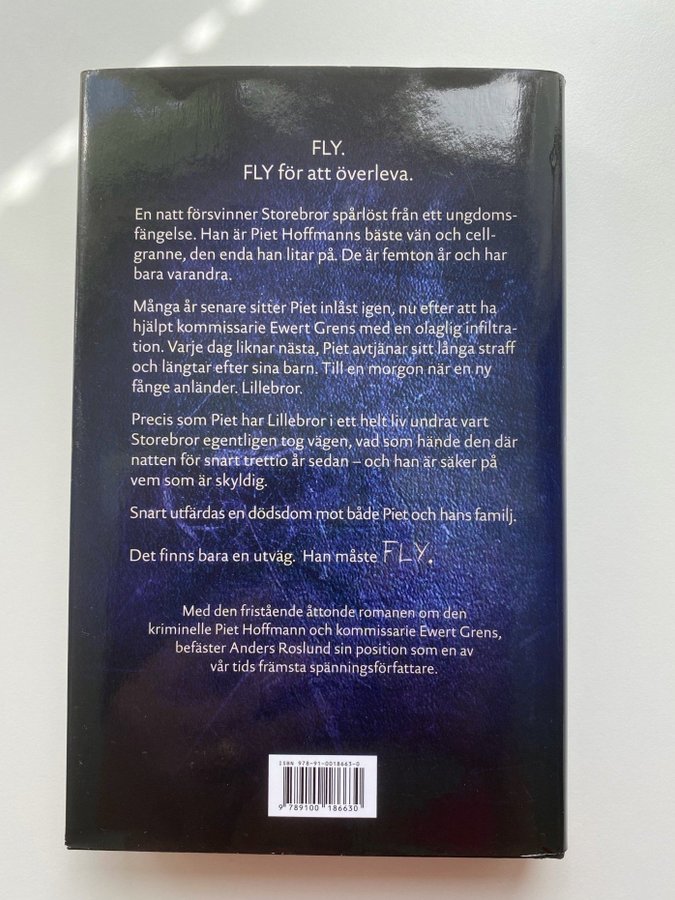 FLY.
FLY för att överleva.
En natt försvinner Storebror spårlöst från ett ungdoms-
fängelse. Han är Piet Hoffmanns bäste vän och cell-
granne, den enda han litar på. De är femton år och har
bara varandra.
Många år senare sitter Piet inlåst igen, nu efter att ha
hjälpt kommissarie Ewert Grens med en olaglig infiltra-
tion. Varje dag liknar nästa, Piet avtjänar sitt långa straff
och längtar efter sina barn. Till en morgon när en ny
fånge anländer. Lillebror.
Precis som Piet har Lillebror i ett helt liv undrat vart
Storebror egentligen tog vägen, vad som hände den där
natten för snart trettio år sedan – och han är säker på
vem som är skyldig.
Snart utfärdas en dödsdom mot både Piet och hans familj.
Det finns bara en utväg. Han måste FLY.
Med den fristående åttonde romanen om den
kriminelle Piet Hoffmann och kommissarie Ewert Grens,
befäster Anders Roslund sin position som en av
vår tids främsta spänningsförfattare.
ISBN 978-91-0018663-0
9 789100 186630